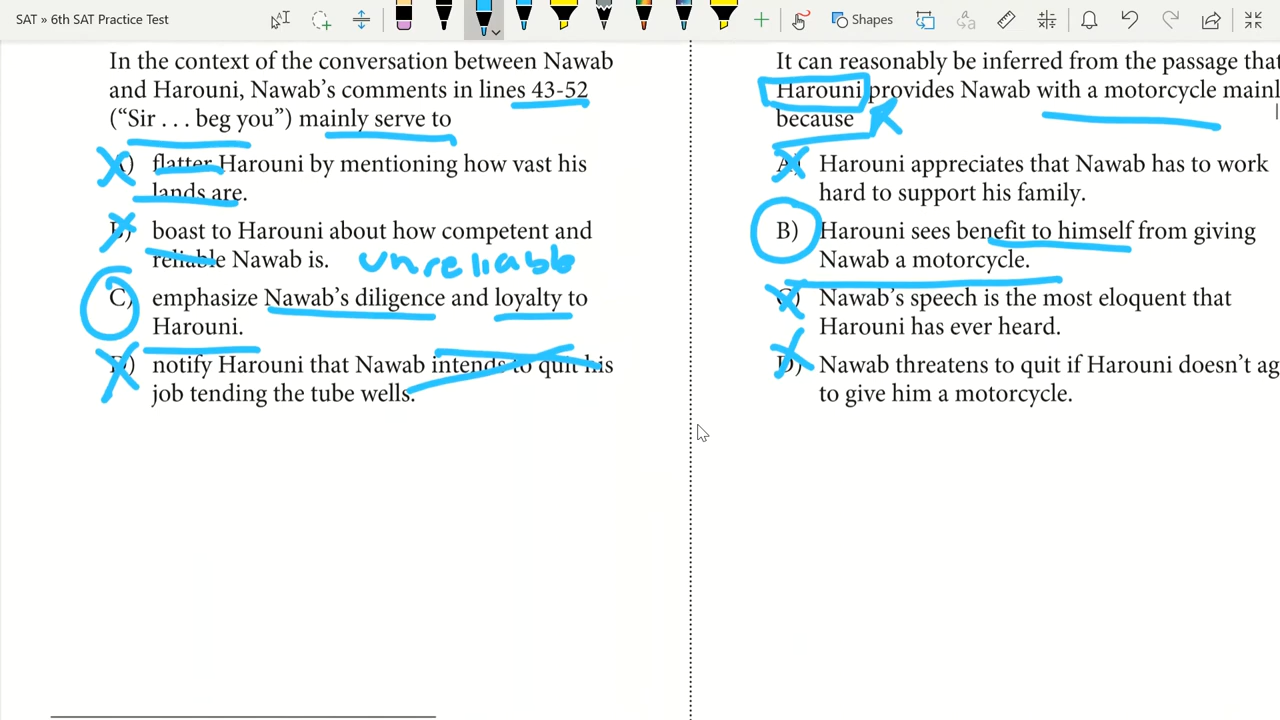 SAT » 6th SAT Practice Test
Shapes
In the context of the conversation between Nawab
and Harouni, Nawab’s comments in lines 43-52
(“Sir . . . beg you”) mainly serve to
A) flatter Harouni by mentioning how vast his
lands are.
B) boast to Harouni about how competent and
reliable Nawab is. unreliable
C) emphasize Nawab’s diligence and loyalty to
Harouni.
D) notify Harouni that Nawab intends to quit his
job tending the tube wells.
It can reasonably be inferred from the passage that
Harouni provides Nawab with a motorcycle mainl
because
A) Harouni appreciates that Nawab has to work
hard to support his family.
B) Harouni sees benefit to himself from giving
Nawab a motorcycle.
C) Nawab’s speech is the most eloquent that
Harouni has ever heard.
D) Nawab threatens to quit if Harouni doesn’t ag
to give him a motorcycle.